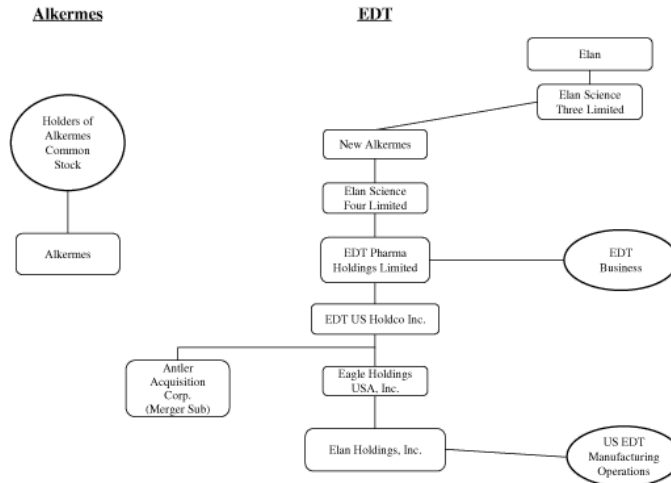 Alkermes
EDT
Elan
Elan Science
Three Limited
Holders of
Alkermes
Common
Stock
New Alkermes
Elan Science
Four Limited
Alkermes
EDT Pharma
Holdings Limited
EDT
Business
EDT US Holdco Inc.
Antler
Acquisition
Corp.
(Merger Sub)
Eagle Holdings
USA, Inc.
Elan Holdings, Inc.
US EDT
Manufacturing
Operations